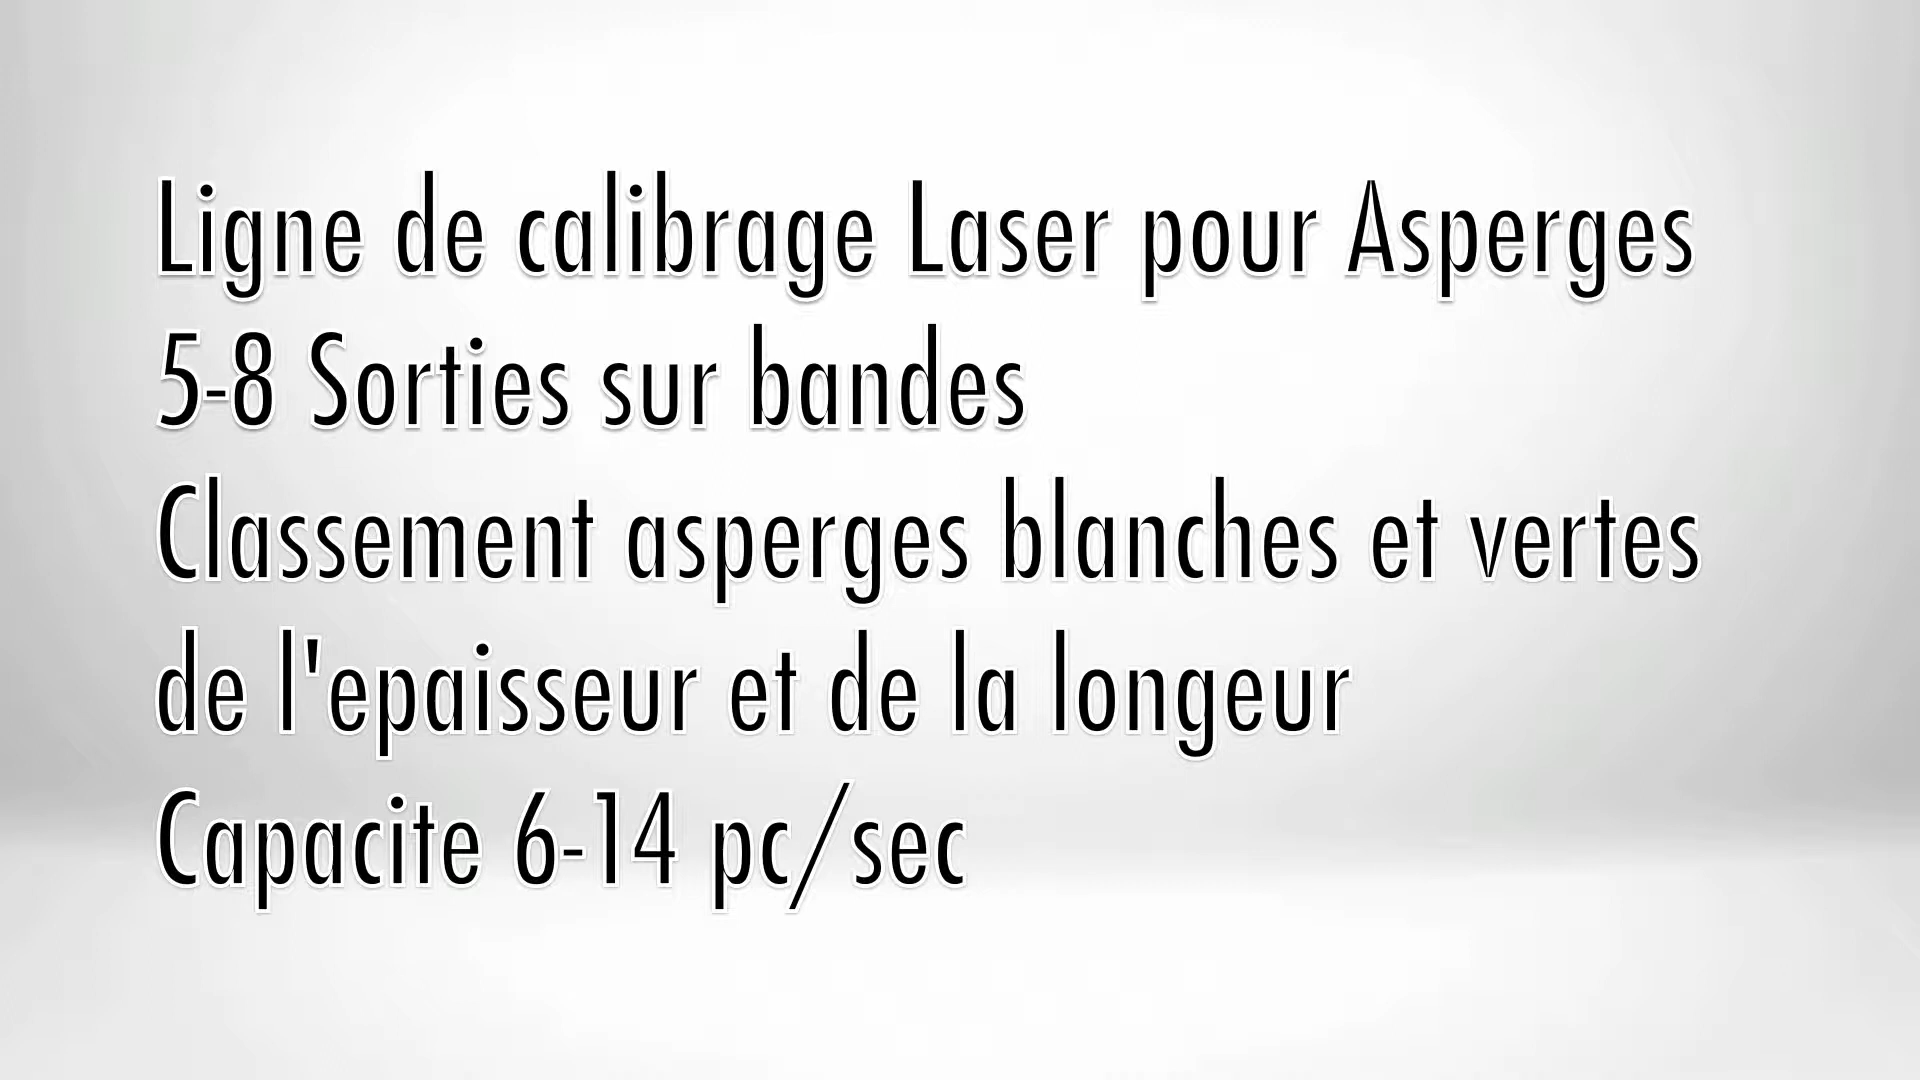 Ligne de calibrage Laser pour Asperges
5-8 Sorties sur bandes
Classement asperges blanches et vertes
de l'epaisseur et de la longeur
Capacite 6-14 pc/sec